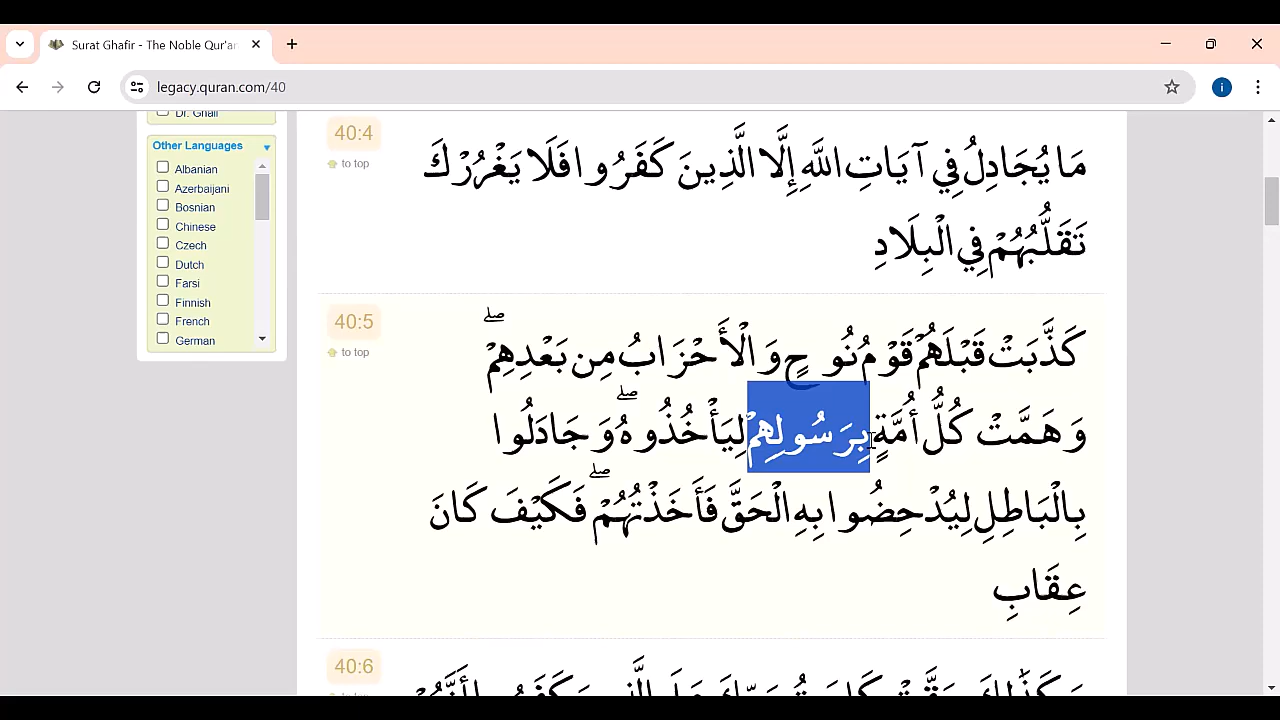 Surat Ghafir - The Noble Qur'an
legacy.quran.com/40
i
Dr. Ghali
Other Languages
Albanian
Azerbaijani
Bosnian
Chinese
Czech
Dutch
Farsi
Finnish
French
German
40:4
to top
مَا يُجَادِلُ فِي آيَاتِ اللَّهِ إِلَّا الَّذِينَ كَفَرُوا فَلَا يَغْرُرْكَ
تَقَلُّبُهُمْ فِي الْبِلَادِ
40:5
to top
كَذَّبَتْ قَبْلَهُمْ قَوْمُ نُوحٍ وَالْأَحْزَابُ مِن بَعْدِهِمْ ۖ
وَهَمَّتْ كُلُّ أُمَّةٍ بِرَسُولِهِمْ لِيَأْخُذُوهُ ۖ وَجَادَلُوا
بِالْبَاطِلِ لِيُدْحِضُوا بِهِ الْحَقَّ فَأَخَذْتُهُمْ ۖ فَكَيْفَ كَانَ
عِقَابِ
40:6